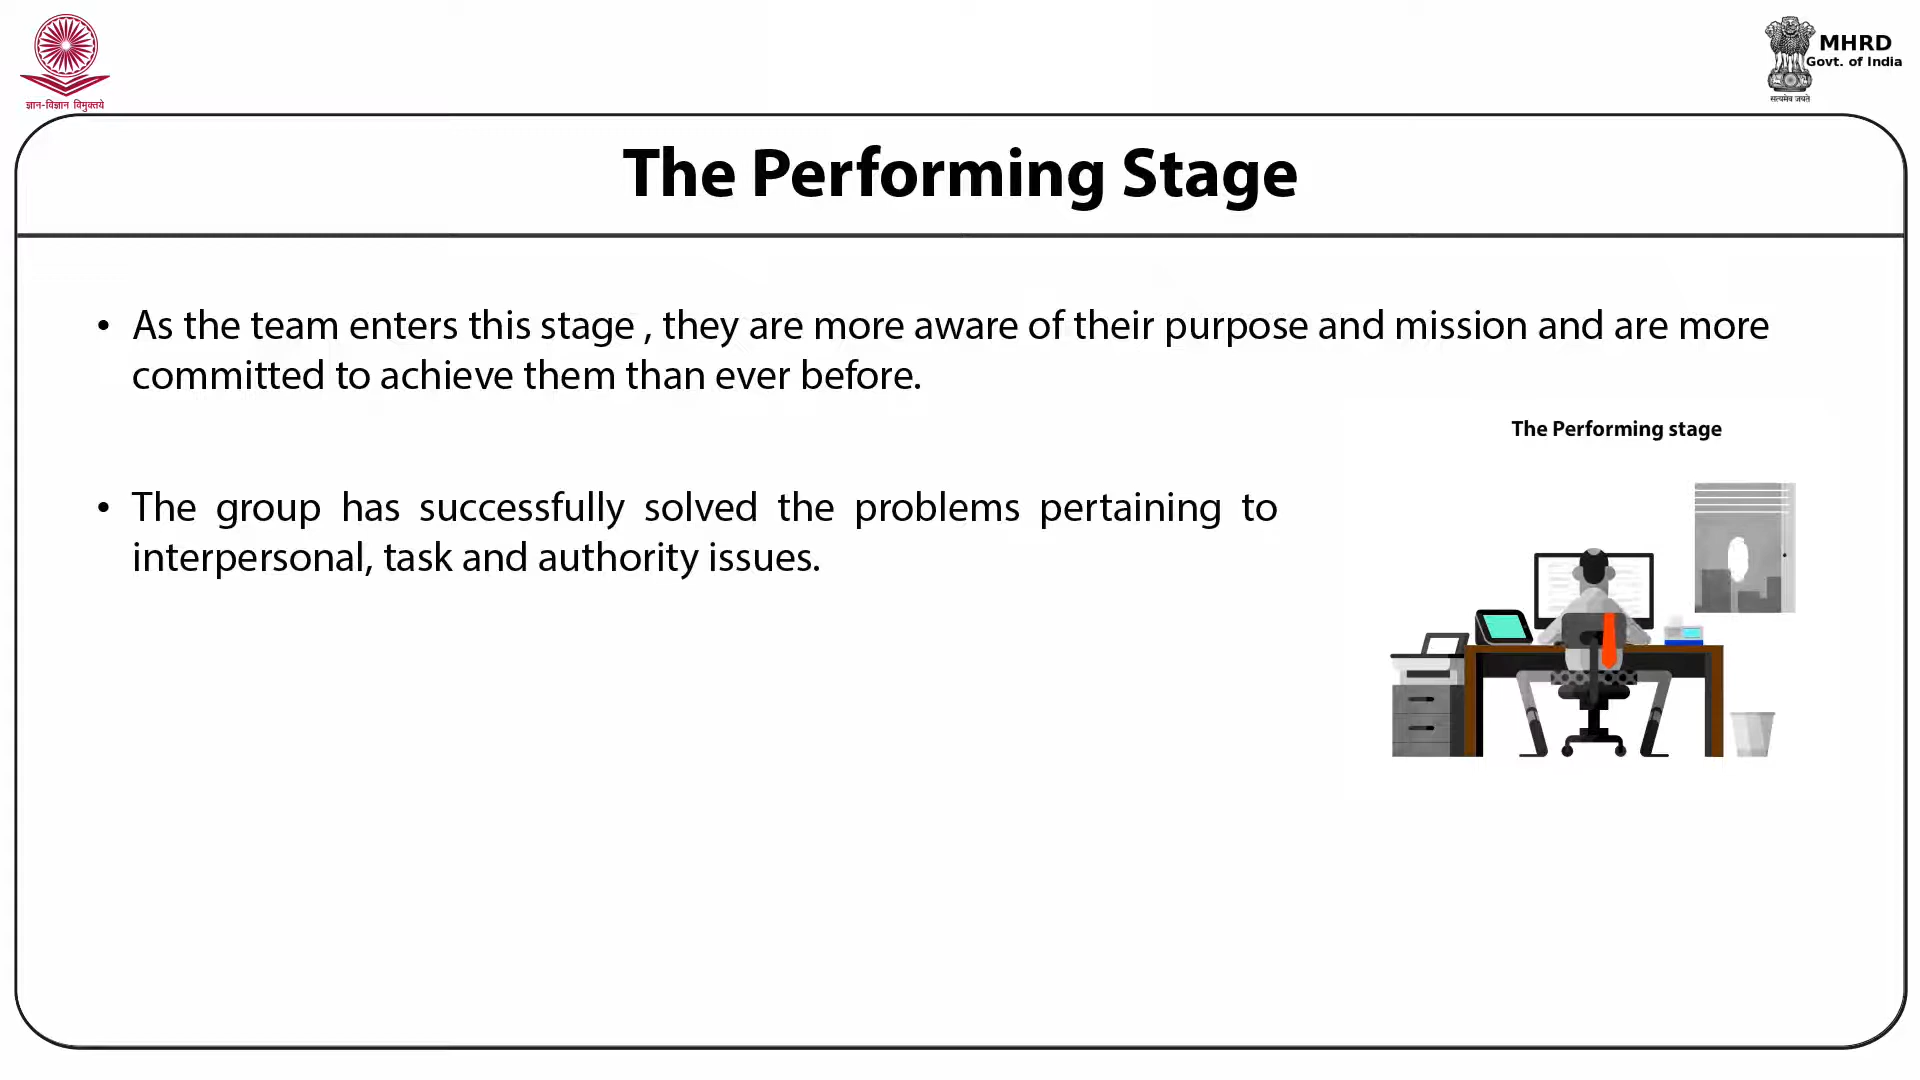 ज्ञान-विज्ञान विमुक्तये
MHRD
Govt. of India
सत्यमेव जयते
The Performing Stage
• As the team enters this stage , they are more aware of their purpose and mission and are more
committed to achieve them than ever before.
The Performing stage
• The group has successfully solved the problems pertaining to
interpersonal, task and authority issues.